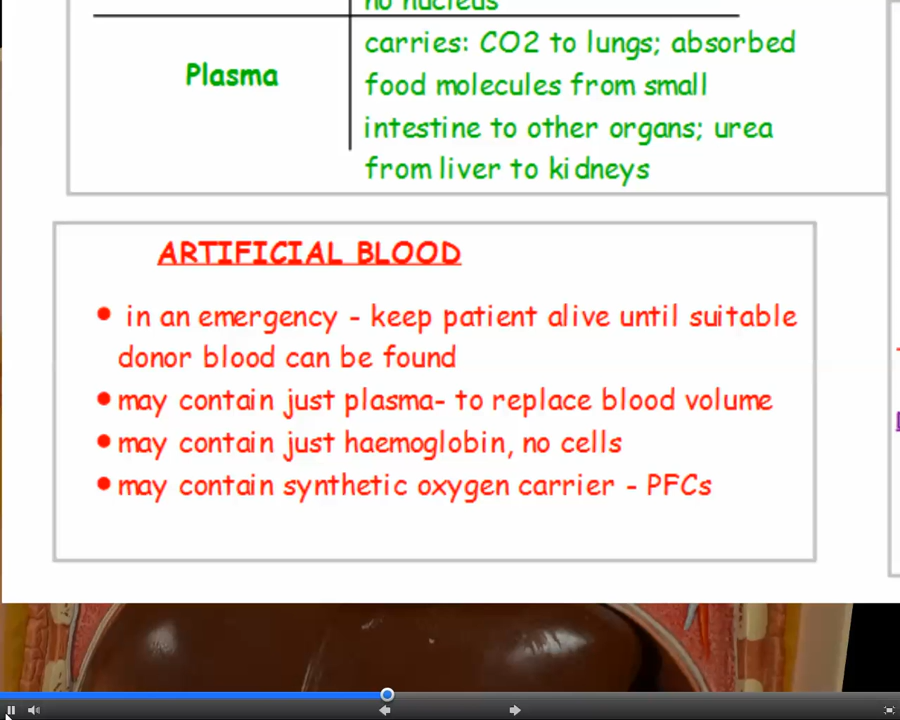 no nucleus
Plasma
carries: CO2 to lungs; absorbed
food molecules from small
intestine to other organs; urea
from liver to kidneys
ARTIFICIAL BLOOD
• in an emergency - keep patient alive until suitable
donor blood can be found
• may contain just plasma- to replace blood volume
• may contain just haemoglobin, no cells
• may contain synthetic oxygen carrier - PFCs